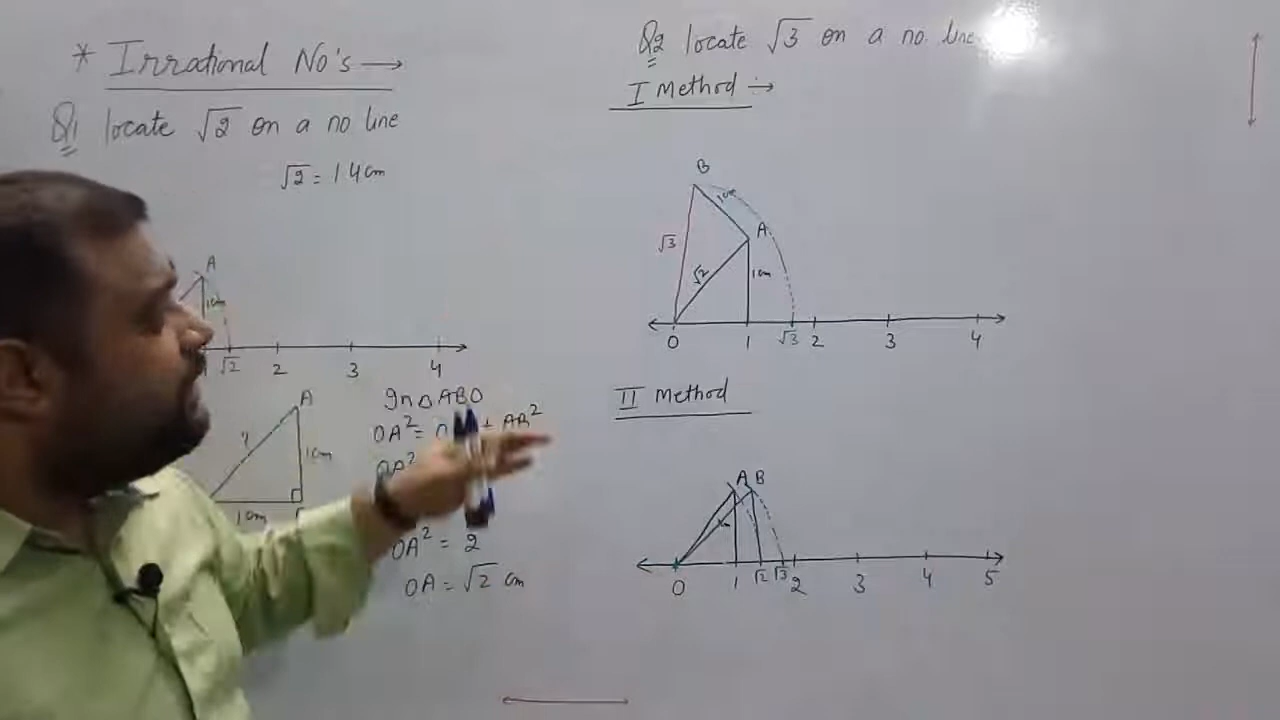 * Irrational No's →
Q1 locate √2 on a no line
√2 = 1.4 cm
A
1cm
√2 2 3 4
A
?
1cm
1cm
In △ ABO
OA² = + AB²
OA²
OA² = 2
OA = √2 cm
Q2 locate √3 on a no. line
I Method :→
B
1cm
A
√3
√2
1cm
0 1 √3 2 3 4
II Method
A B
0 1 √2 √3 2 3 4 5